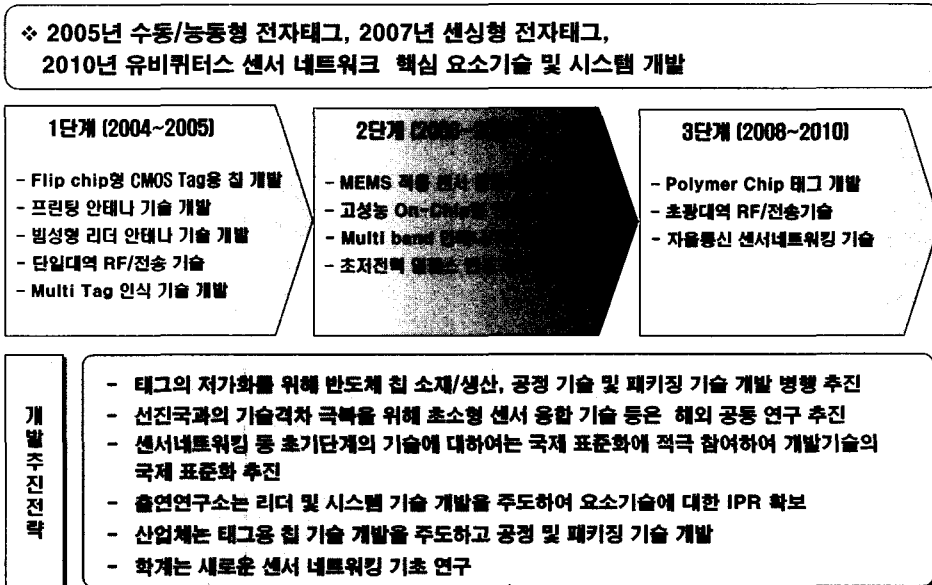 ❖ 2005년 수동/능동형 전자태그, 2007년 센싱형 전자태그,
2010년 유비쿼터스 센서 네트워크 핵심 요소기술 및 시스템 개발
1단계 (2004~2005)
- Flip chip형 CMOS Tag용 칩 개발
- 프린팅 안테나 기술 개발
- 빔성형 리더 안테나 기술 개발
- 단일대역 RF/전송 기술
- Multi Tag 인식 기술 개발
2단계
- MEMS 적용 센서
- 고성능 On-Chip형
- Multi band
- 초저전력
3단계 (2008~2010)
- Polymer Chip 태그 개발
- 초광대역 RF/전송기술
- 자율통신 센서네트워킹 기술
개발추진전략
- 태그의 저가화를 위해 반도체 칩 소재/생산, 공정 기술 및 패키징 기술 개발 병행 추진
- 선진국과의 기술격차 극복을 위해 초소형 센서 융합 기술 등은 해외 공동 연구 추진
- 센서네트워킹 등 초기단계의 기술에 대하여는 국제 표준화에 적극 참여하여 개발기술의
국제 표준화 추진
- 출연연구소는 리더 및 시스템 기술 개발을 주도하여 요소기술에 대한 IPR 확보
- 산업체는 태그용 칩 기술 개발을 주도하고 공정 및 패키징 기술 개발
- 학계는 새로운 센서 네트워킹 기초 연구